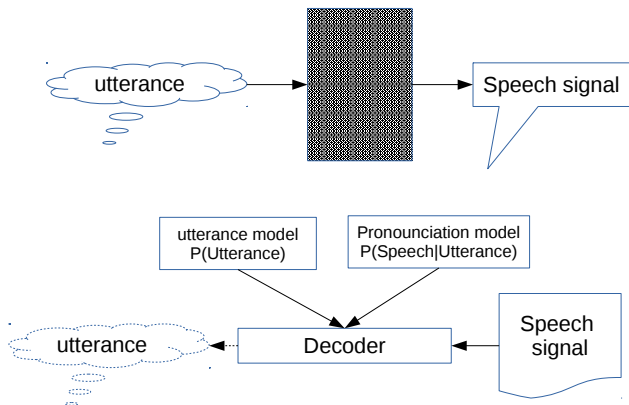 utterance
Speech signal
utterance model
P(Utterance)
Pronounciation model
P(Speech|Utterance)
utterance
Decoder
Speech
signal